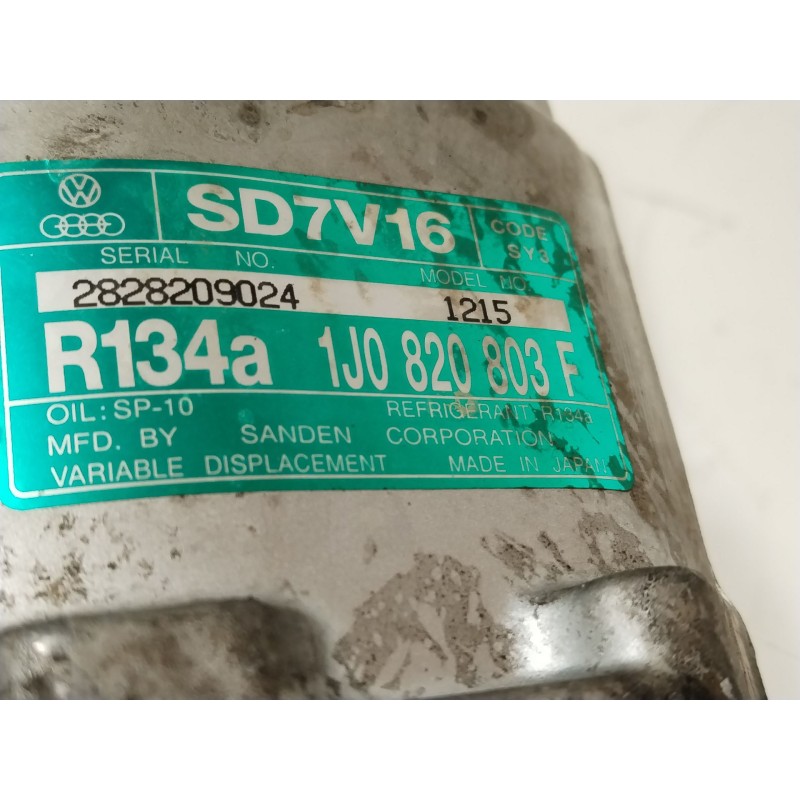 SD7V16
CODE
SY3
SERIAL NO.
MODEL NO.
2828209024 1215
R134a 1J0 820 803 F
OIL: SP-10 REFRIGERANT: R134a
MFD. BY SANDEN CORPORATION
VARIABLE DISPLACEMENT MADE IN JAPAN